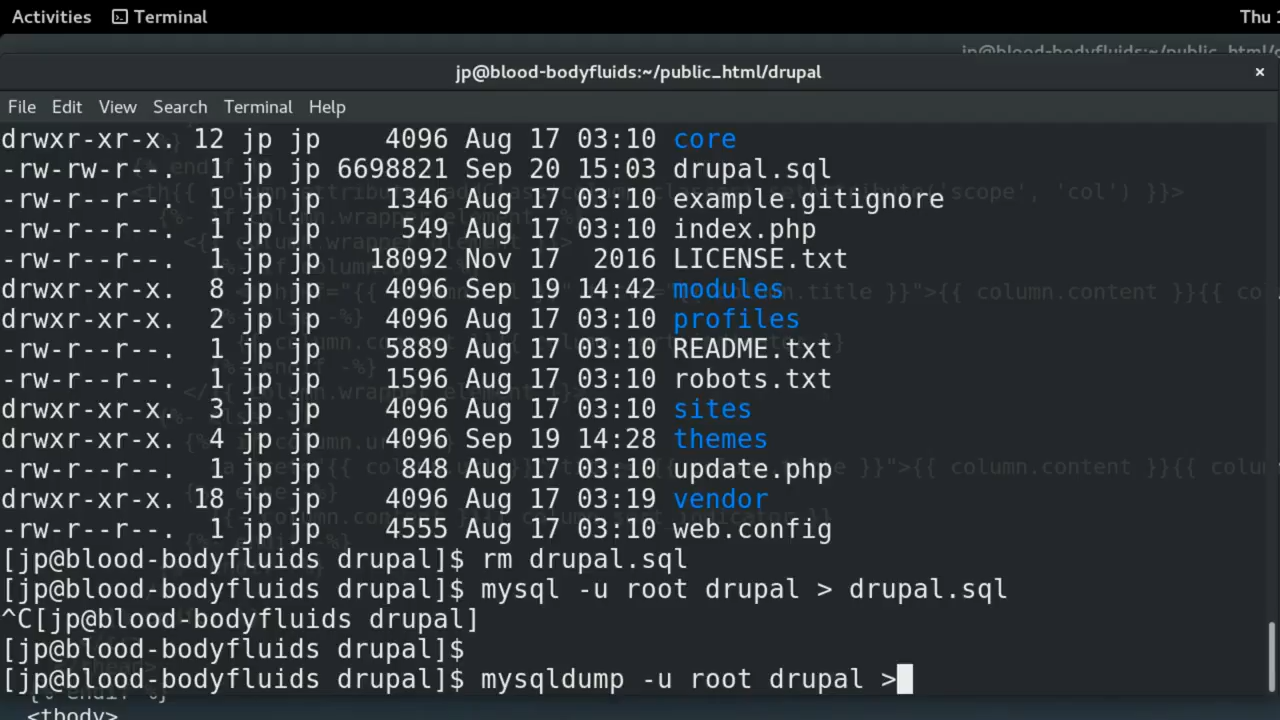 Activities Terminal Thu
jp@blood-bodyfluids:~/public_html/
jp@blood-bodyfluids:~/public_html/drupal ×
File Edit View Search Terminal Help
drwxr-xr-x. 12 jp jp 4096 Aug 17 03:10 core
-rw-rw-r--. 1 jp jp 6698821 Sep 20 15:03 drupal.sql
-rw-r--r--. 1 jp jp 1346 Aug 17 03:10 example.gitignore
-rw-r--r--. 1 jp jp 549 Aug 17 03:10 index.php
-rw-r--r--. 1 jp jp 18092 Nov 17 2016 LICENSE.txt
drwxr-xr-x. 8 jp jp 4096 Sep 19 14:42 modules
drwxr-xr-x. 2 jp jp 4096 Aug 17 03:10 profiles
-rw-r--r--. 1 jp jp 5889 Aug 17 03:10 README.txt
-rw-r--r--. 1 jp jp 1596 Aug 17 03:10 robots.txt
drwxr-xr-x. 3 jp jp 4096 Aug 17 03:10 sites
drwxr-xr-x. 4 jp jp 4096 Sep 19 14:28 themes
-rw-r--r--. 1 jp jp 848 Aug 17 03:10 update.php
drwxr-xr-x. 18 jp jp 4096 Aug 17 03:19 vendor
-rw-r--r--. 1 jp jp 4555 Aug 17 03:10 web.config
[jp@blood-bodyfluids drupal]$ rm drupal.sql
[jp@blood-bodyfluids drupal]$ mysql -u root drupal > drupal.sql
^C[jp@blood-bodyfluids drupal]
[jp@blood-bodyfluids drupal]$
[jp@blood-bodyfluids drupal]$ mysqldump -u root drupal >
<tbody>